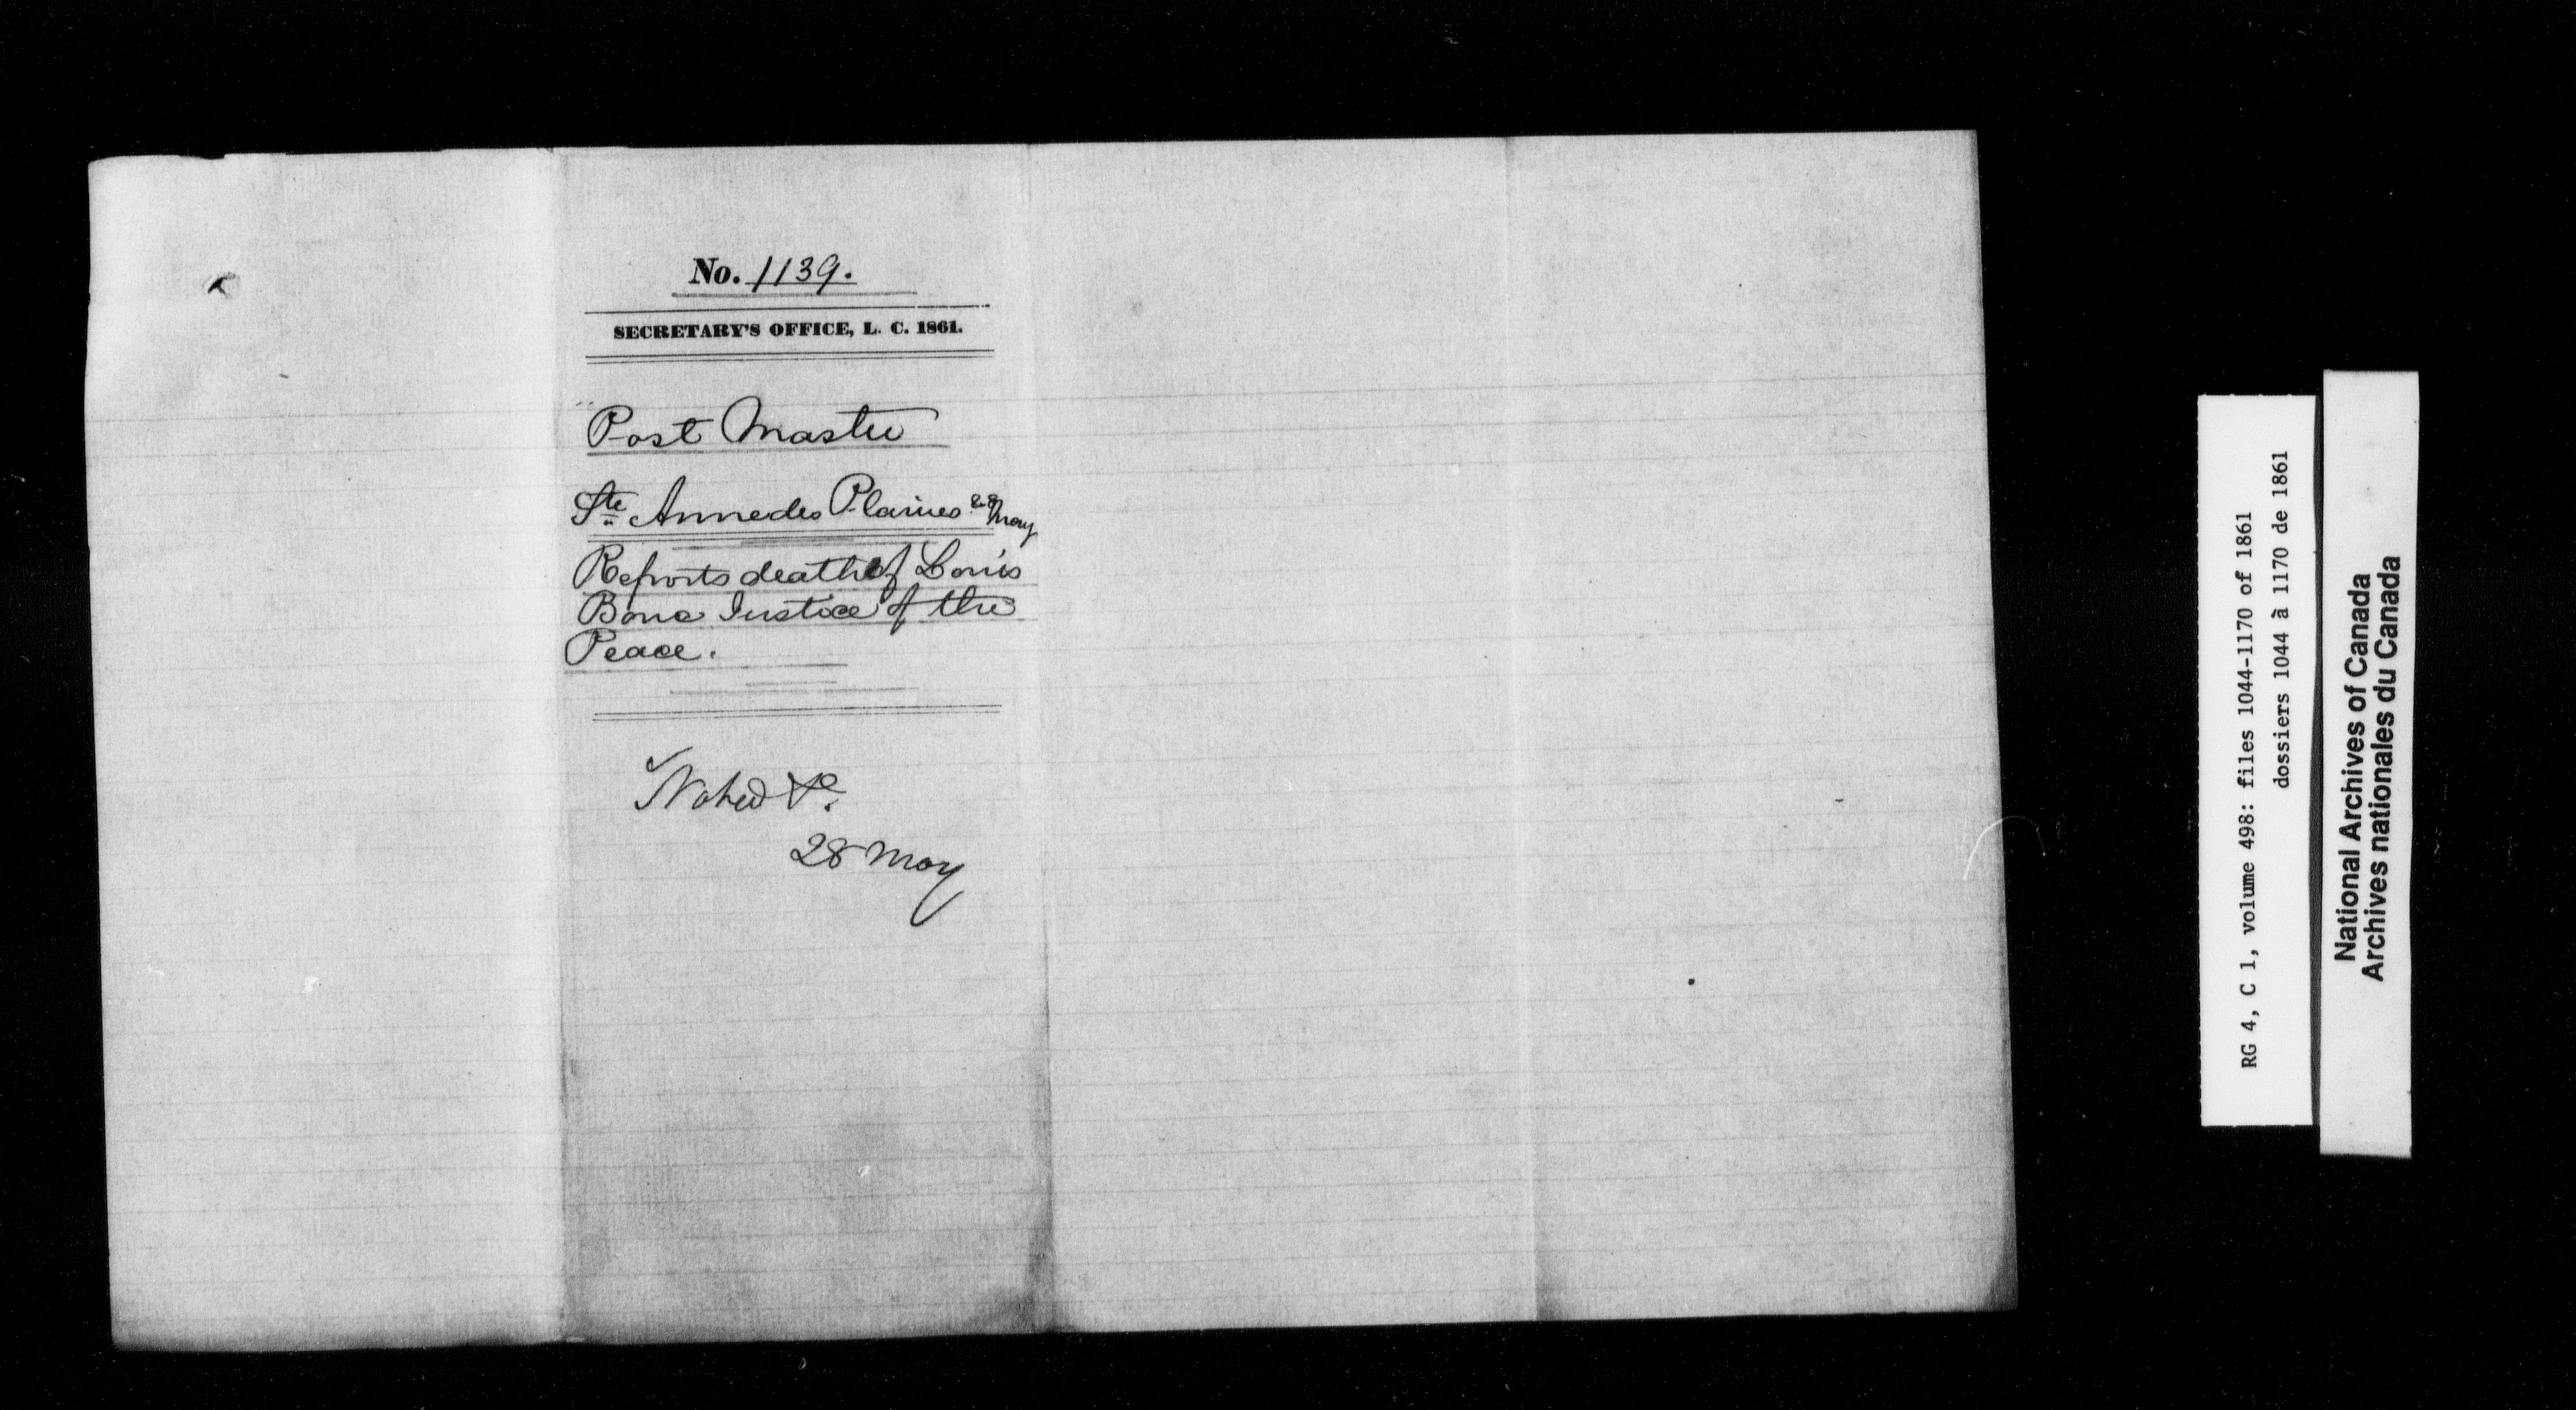 No. 1139.
SECRETARY'S OFFICE, L. C. 1861.
Post Master
Ste Anne des Plaines 28 May
Reports death of Louis
Bona Justice of the
Peace.
Noted &c.
28 May
RG 4, C 1, volume 498: files 1044-1170 of 1861
dossiers 1044 à 1170 de 1861
National Archives of Canada
Archives nationales du Canada